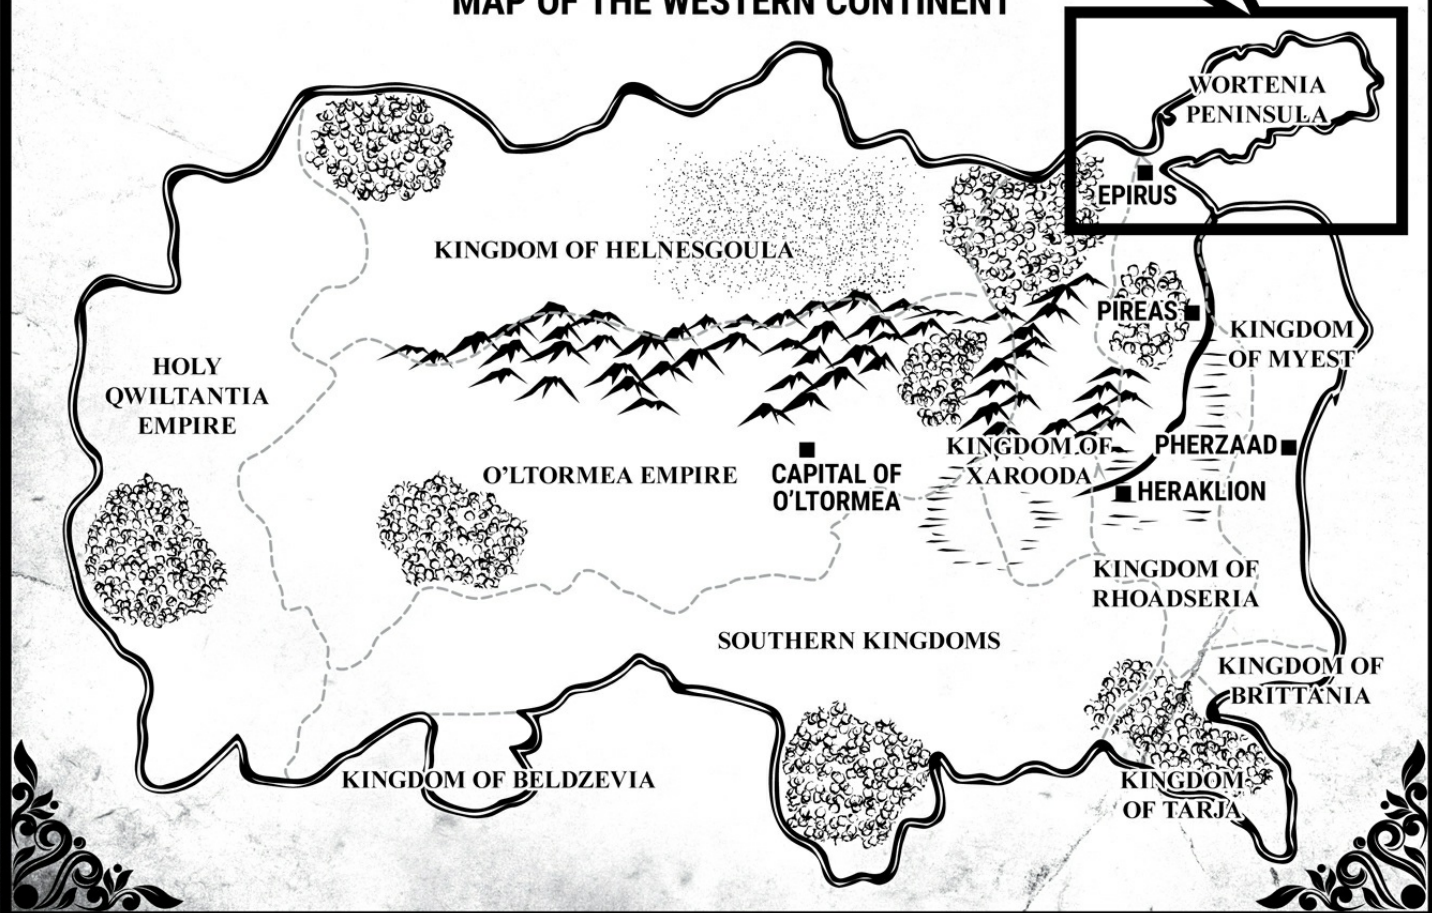 MAP OF THE WESTERN CONTINENT
WORTENIA
PENINSULA
EPIRUS
KINGDOM OF HELNESGOULA
PIREAS
KINGDOM
OF MYEST
HOLY
QWILTANTIA
EMPIRE
O'LTORMEA EMPIRE
CAPITAL OF
O'LTORMEA
KINGDOM OF
XAROODA
PHERZAAD
HERAKLION
KINGDOM OF
RHOADSERIA
SOUTHERN KINGDOMS
KINGDOM OF
BRITTANIA
KINGDOM OF BELDZEVIA
KINGDOM
OF TARJA